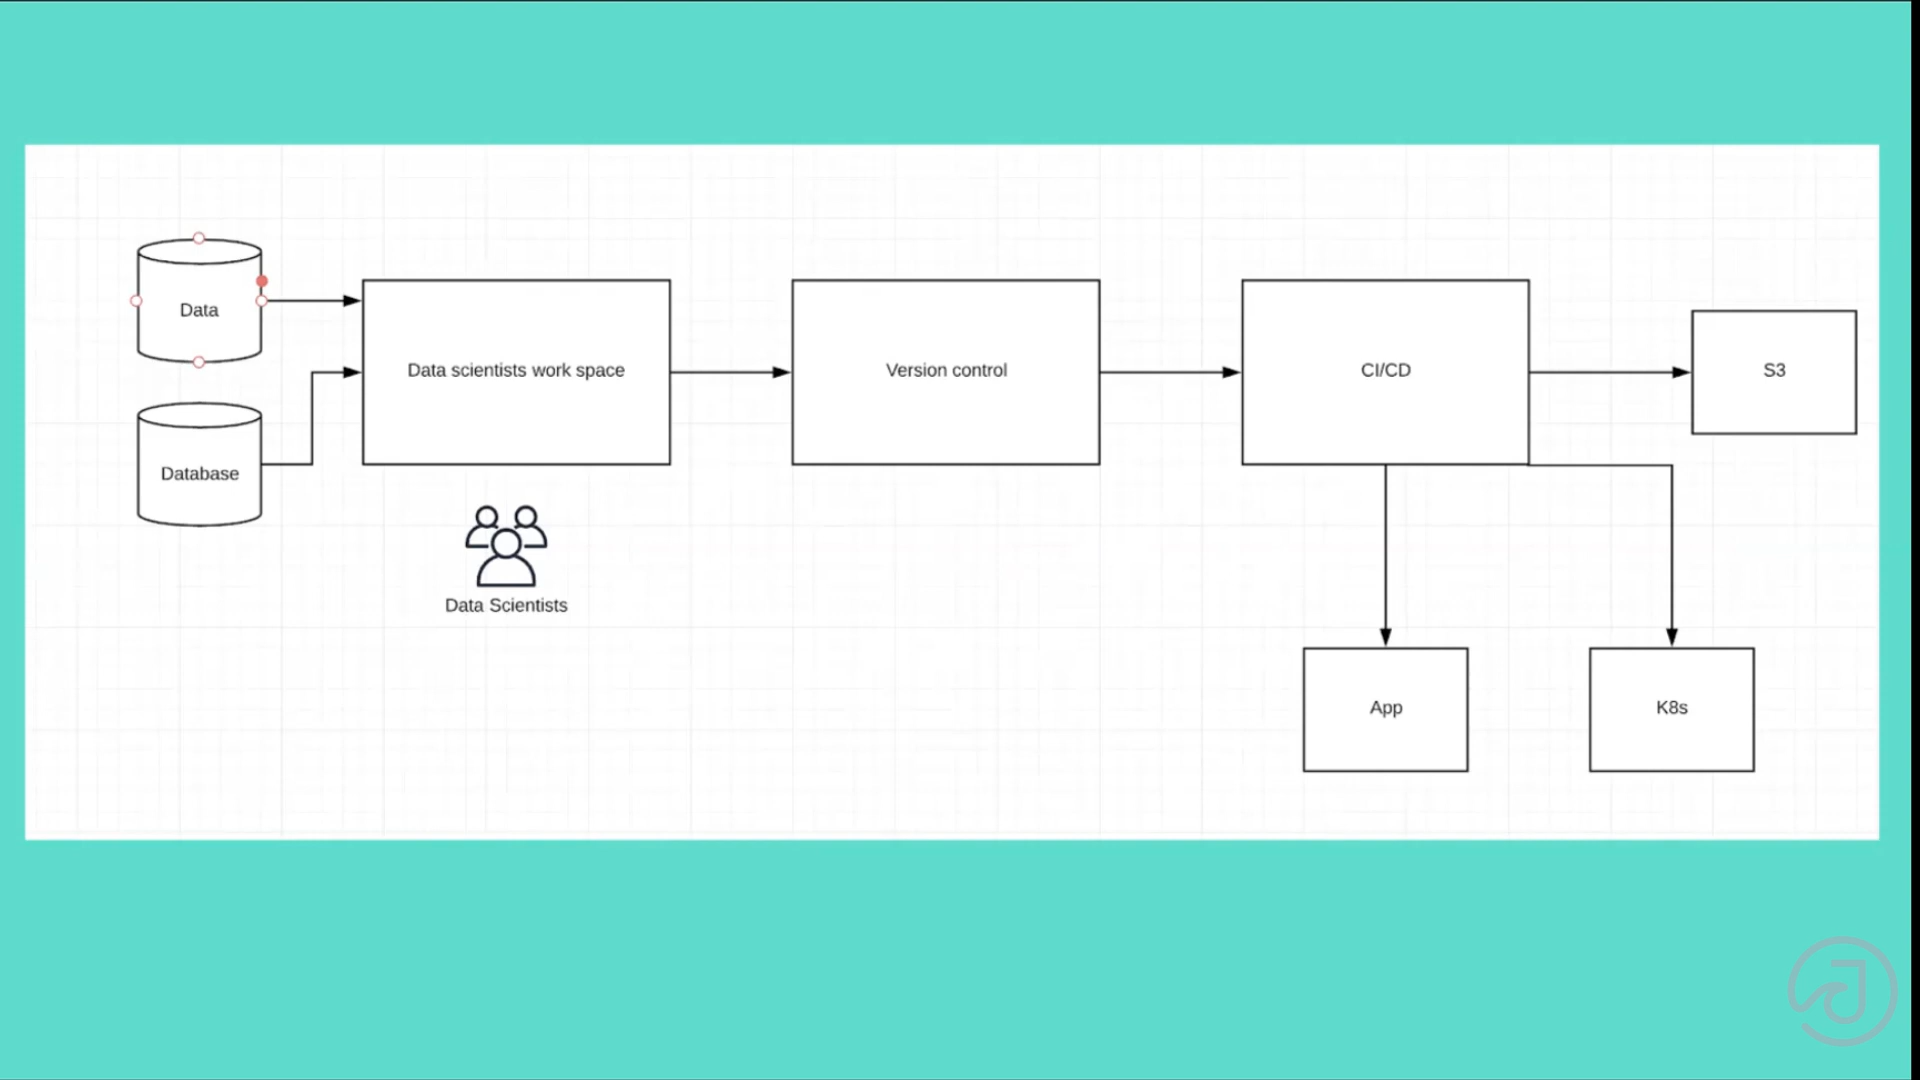 Data
Database
Data scientists work space
Data Scientists
Version control
CI/CD
S3
App
K8s